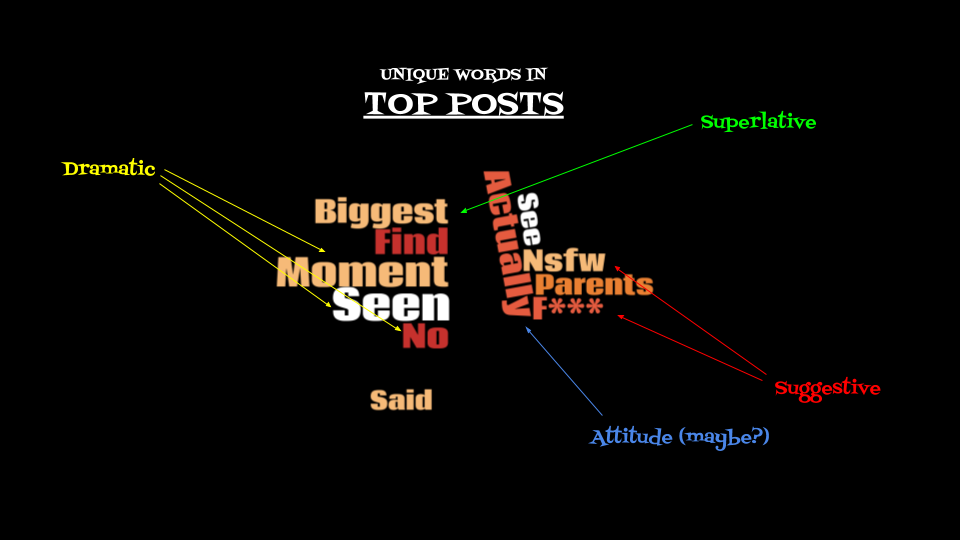 UNIQUE WORDS IN
TOP POSTS
Superlative
Dramatic
Biggest
Find
Moment
Seen
No
Said
Actually
See
Nsfw
Parents
F***
Suggestive
Attitude (maybe?)